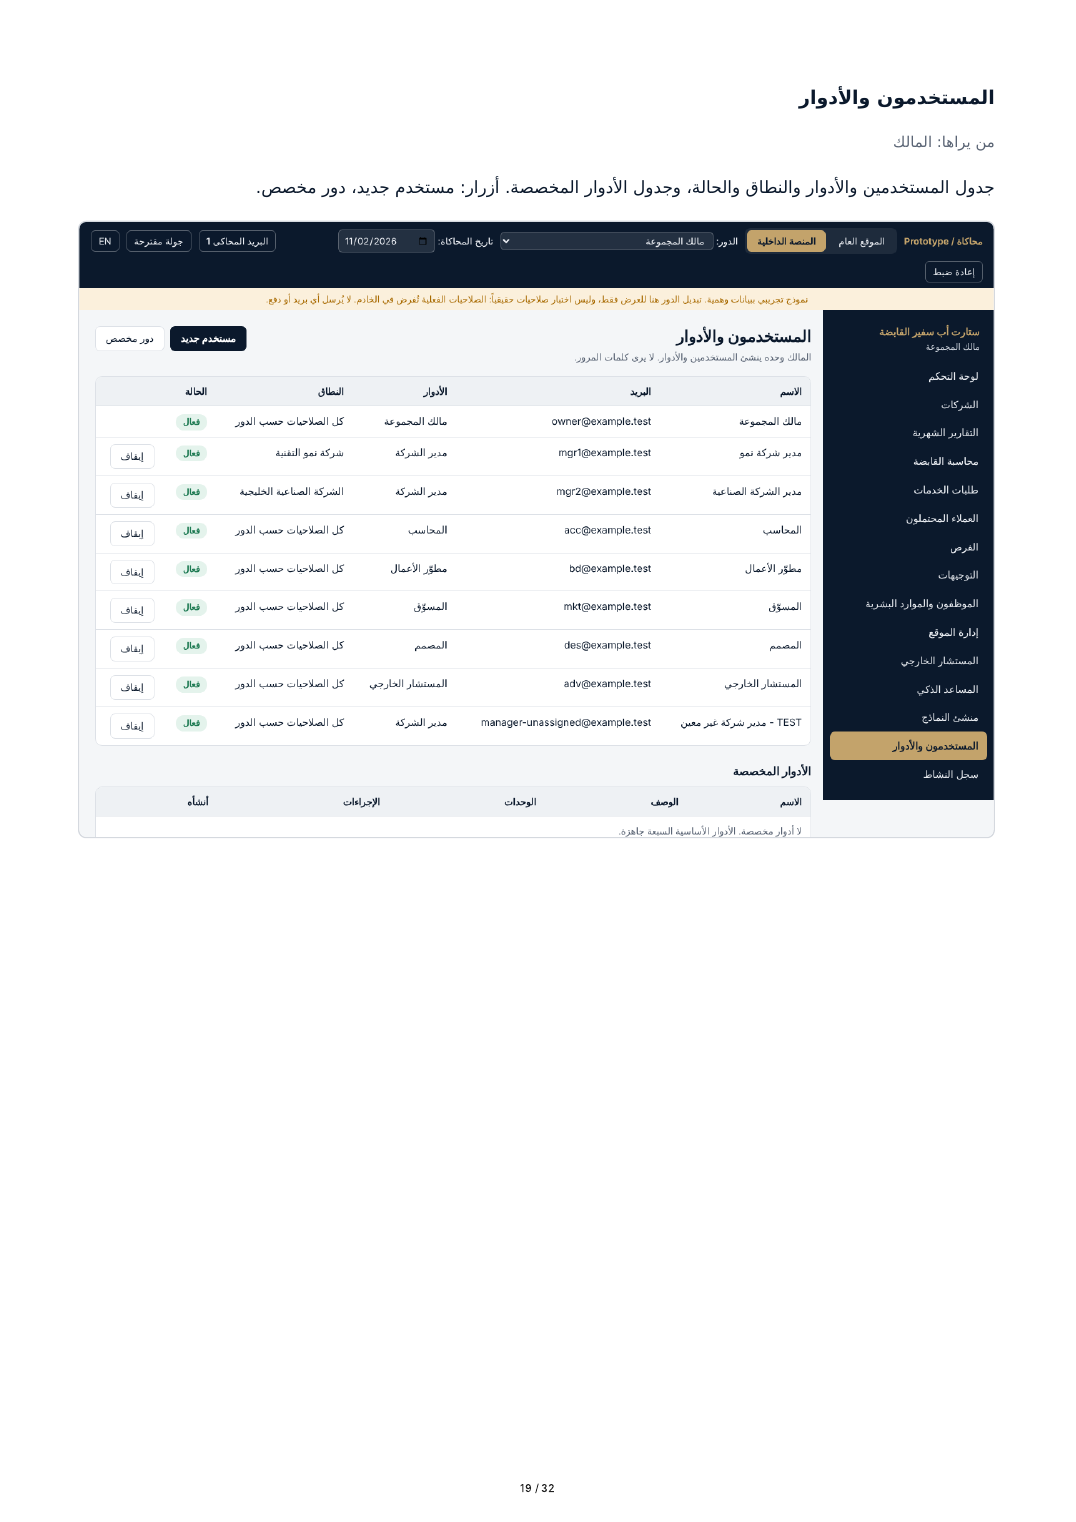 المستخدمون والأدوار
من يراها: المالك
جدول المستخدمين والأدوار والنطاق والحالة، وجدول الأدوار المخصصة. أزرار: مستخدم جديد، دور مخصص.
محاكاة / Prototype الموقع العام المنصة الداخلية الدور: مالك المجموعة تاريخ المحاكاة: 11/02/2026 البريد المحاكى 1 جولة مقترحة EN
إعادة ضبط
نموذج تجريبي ببيانات وهمية. تبديل الدور هنا للعرض فقط، وليس اختبار صلاحيات حقيقياً: الصلاحيات الفعلية تُفرض في الخادم. لا يُرسل أي بريد أو دفع.
ستارت أب سفير القابضة
مالك المجموعة
لوحة التحكم
الشركات
التقارير الشهرية
محاسبة القابضة
طلبات الخدمات
العملاء المحتملون
الفرص
التوجيهات
الموظفون والموارد البشرية
إدارة الموقع
المستشار الخارجي
المساعد الذكي
منشئ النماذج
المستخدمون والأدوار
سجل النشاط
المستخدمون والأدوار
المالك وحده ينشئ المستخدمين والأدوار. لا يرى كلمات المرور.
مستخدم جديد دور مخصص
الاسم البريد الأدوار النطاق الحالة
مالك المجموعة owner@example.test مالك المجموعة كل الصلاحيات حسب الدور فعال
مدير شركة نمو mgr1@example.test مدير الشركة شركة نمو التقنية فعال إيقاف
مدير الشركة الصناعية mgr2@example.test مدير الشركة الشركة الصناعية الخليجية فعال إيقاف
المحاسب acc@example.test المحاسب كل الصلاحيات حسب الدور فعال إيقاف
مطوّر الأعمال bd@example.test مطوّر الأعمال كل الصلاحيات حسب الدور فعال إيقاف
المسوّق mkt@example.test المسوّق كل الصلاحيات حسب الدور فعال إيقاف
المصمم des@example.test المصمم كل الصلاحيات حسب الدور فعال إيقاف
المستشار الخارجي adv@example.test المستشار الخارجي كل الصلاحيات حسب الدور فعال إيقاف
TEST - مدير شركة غير معين manager-unassigned@example.test مدير الشركة كل الصلاحيات حسب الدور فعال إيقاف
الأدوار المخصصة
الاسم الوصف الوحدات الإجراءات أنشأه
لا أدوار مخصصة. الأدوار الأساسية السبعة جاهزة.
19 / 32